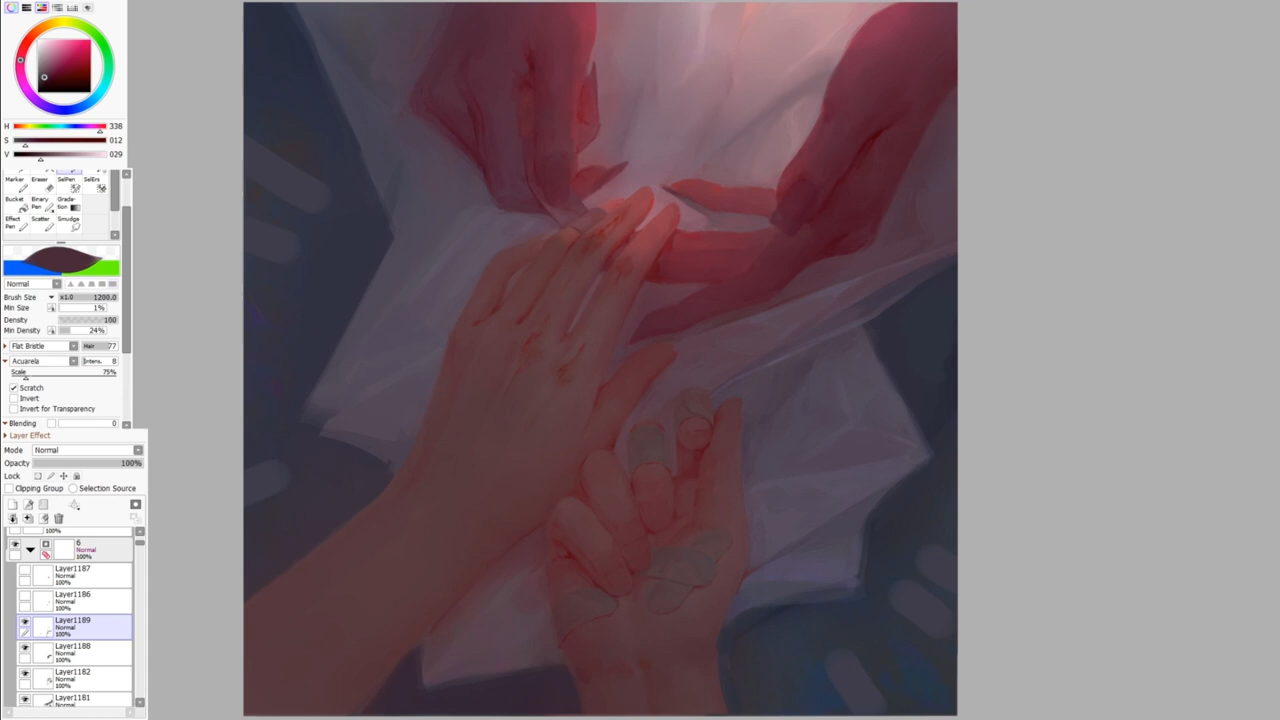 H 338
S 012
V 029
Marker Eraser SelPen SelErs
Bucket Binary Pen Grada-tion
Effect Pen Scatter Smudge
Normal
Brush Size x1.0 1200.0
Min Size 1%
Density 100
Min Density 24%
Flat Bristle Hair 77
Acuarela Intens. 8
Scale 75%
Scratch
Invert
Invert for Transparency
Blending 0
Layer Effect
Mode Normal
Opacity 100%
Lock
Clipping Group Selection Source
100%
6
Normal
100%
Layer1187
Normal
100%
Layer1186
Normal
100%
Layer1189
Normal
100%
Layer1188
Normal
100%
Layer1182
Normal
100%
Layer1181
Normal